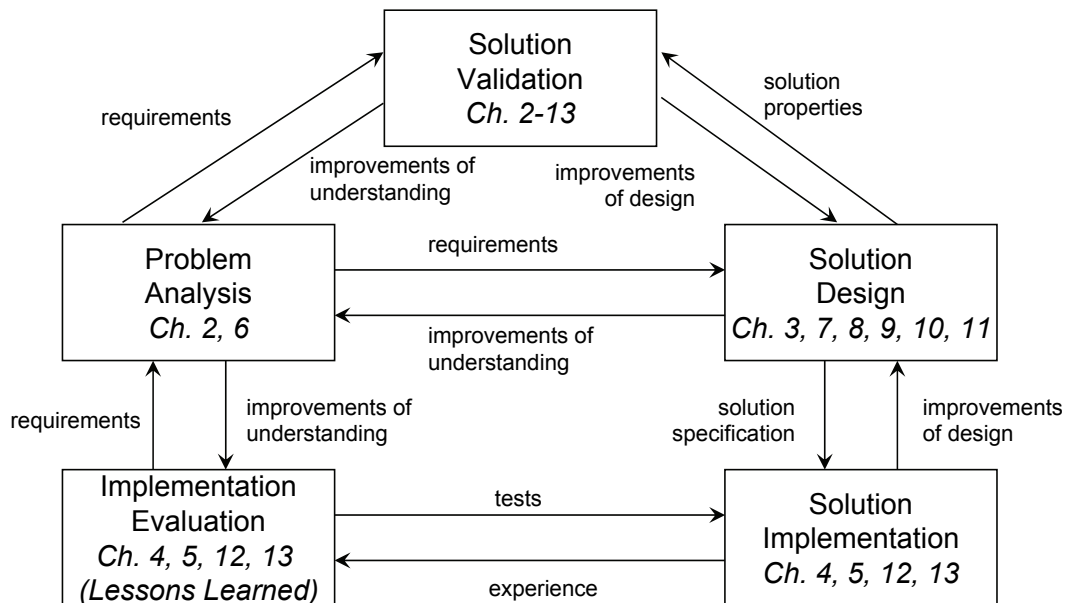 Solution
Validation
Ch. 2-13
requirements
solution
properties
improvements of
understanding
improvements
of design
Problem
Analysis
Ch. 2, 6
requirements
improvements of
understanding
Solution
Design
Ch. 3, 7, 8, 9, 10, 11
requirements
improvements of
understanding
solution
specification
improvements
of design
Implementation
Evaluation
Ch. 4, 5, 12, 13
(Lessons Learned)
tests
experience
Solution
Implementation
Ch. 4, 5, 12, 13